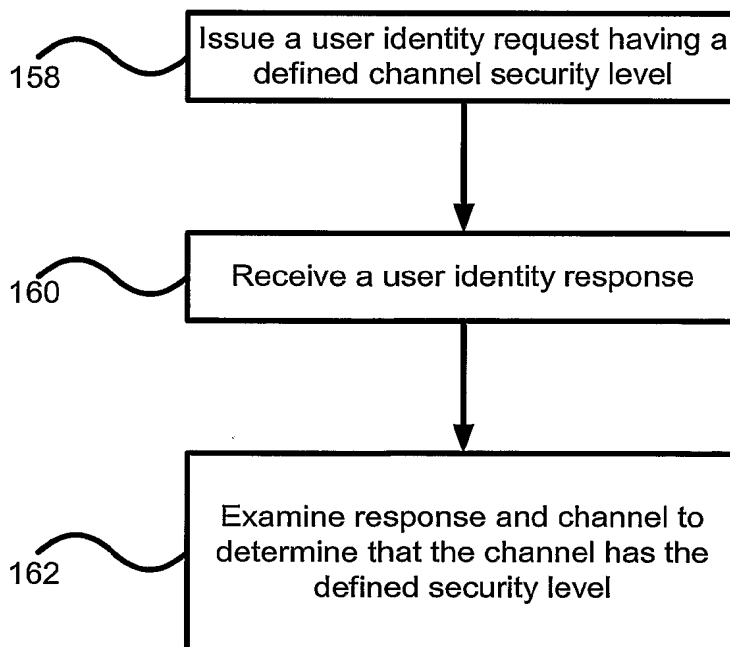 Issue a user identity request having a
defined channel security level
158
Receive a user identity response
160
Examine response and channel to
determine that the channel has the
defined security level
162